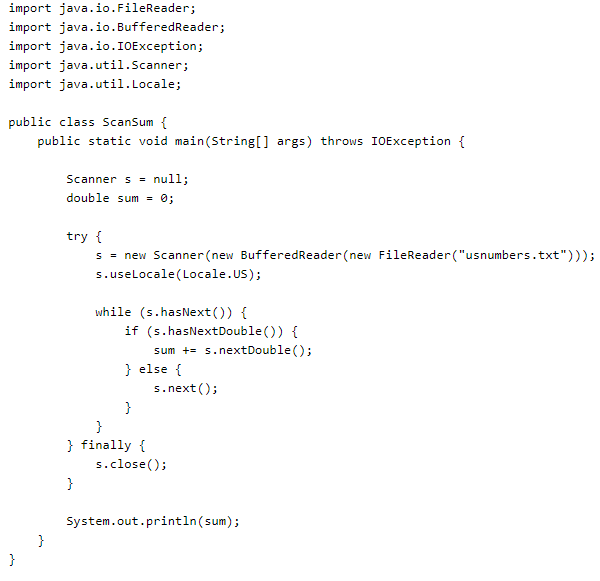 import java.io.FileReader;
import java.io.BufferedReader;
import java.io.IOException;
import java.util.Scanner;
import java.util.Locale;

public class ScanSum {
    public static void main(String[] args) throws IOException {

        Scanner s = null;
        double sum = 0;

        try {
            s = new Scanner(new BufferedReader(new FileReader("usnumbers.txt")));
            s.useLocale(Locale.US);

            while (s.hasNext()) {
                if (s.hasNextDouble()) {
                    sum += s.nextDouble();
                } else {
                    s.next();
                }
            }
        } finally {
            s.close();
        }

        System.out.println(sum);
    }
}